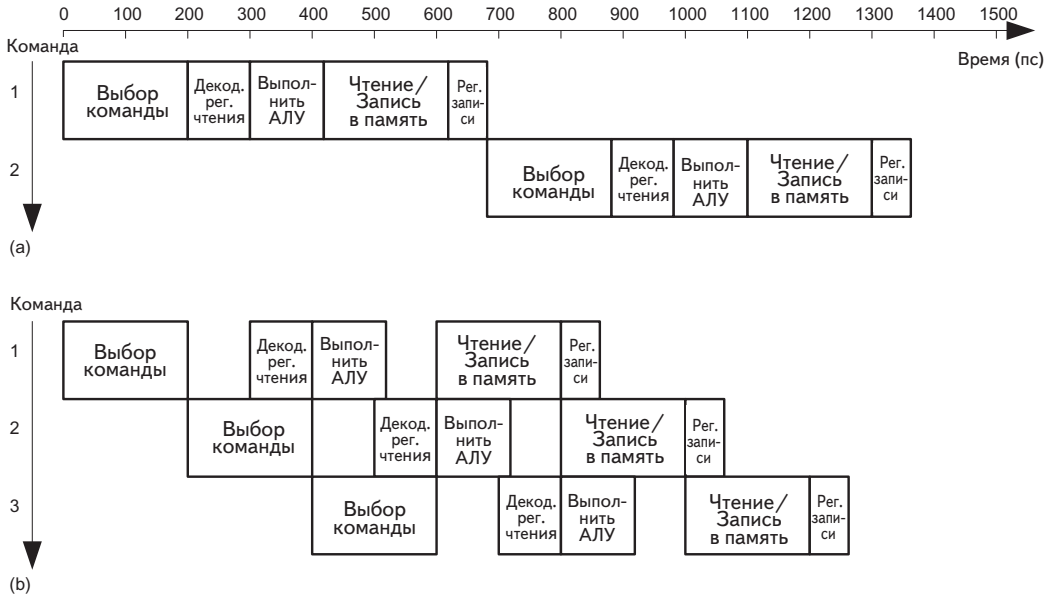 0 100 200 300 400 500 600 700 800 900 1000 1100 1200 1300 1400 1500
Команда
Время (пс)
1
Выбор
команды
Декод.
рег.
чтения
Выпол-
нить
АЛУ
Чтение/
Запись
в память
Рег.
запи-
си
2
Выбор
команды
Декод.
рег.
чтения
Выпол-
нить
АЛУ
Чтение/
Запись
в память
Рег.
запи-
си
(a)
Команда
1
Выбор
команды
Декод.
рег.
чтения
Выпол-
нить
АЛУ
Чтение/
Запись
в память
Рег.
запи-
си
2
Выбор
команды
Декод.
рег.
чтения
Выпол-
нить
АЛУ
Чтение/
Запись
в память
Рег.
запи-
си
3
Выбор
команды
Декод.
рег.
чтения
Выпол-
нить
АЛУ
Чтение/
Запись
в память
Рег.
запи-
си
(b)